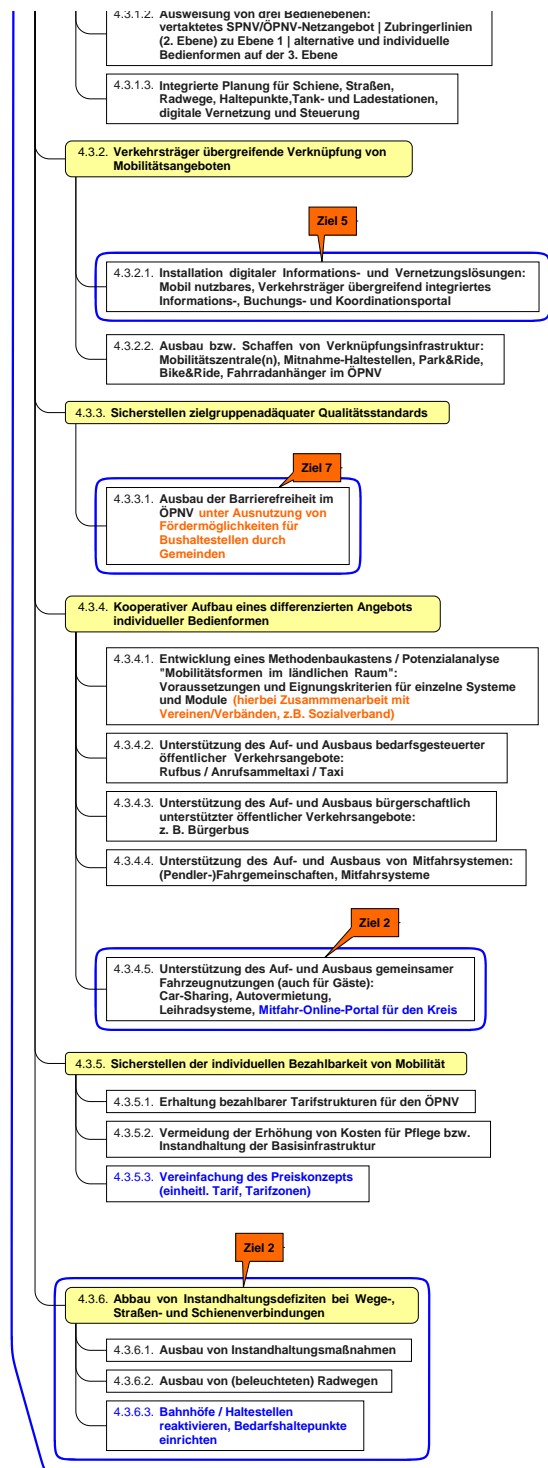 4.3.1.2. Ausweisung von drei Bedienebenen:
vertaktetes SPNV/ÖPNV-Netzangebot | Zubringerlinien
(2. Ebene) zu Ebene 1 | alternative und individuelle
Bedienformen auf der 3. Ebene
4.3.1.3. Integrierte Planung für Schiene, Straßen,
Radwege, Haltepunkte,Tank- und Ladestationen,
digitale Vernetzung und Steuerung
4.3.2. Verkehrsträger übergreifende Verknüpfung von
Mobilitätsangeboten
Ziel 5
4.3.2.1. Installation digitaler Informations- und Vernetzungslösungen:
Mobil nutzbares, Verkehrsträger übergreifend integriertes
Informations-, Buchungs- und Koordinationsportal
4.3.2.2. Ausbau bzw. Schaffen von Verknüpfungsinfrastruktur:
Mobilitätszentrale(n), Mitnahme-Haltestellen, Park&Ride,
Bike&Ride, Fahrradanhänger im ÖPNV
4.3.3. Sicherstellen zielgruppenadäquater Qualitätsstandards
Ziel 7
4.3.3.1. Ausbau der Barrierefreiheit im
ÖPNV unter Ausnutzung von
Fördermöglichkeiten für
Bushaltestellen durch
Gemeinden
4.3.4. Kooperativer Aufbau eines differenzierten Angebots
individueller Bedienformen
4.3.4.1. Entwicklung eines Methodenbaukastens / Potenzialanalyse
"Mobilitätsformen im ländlichen Raum":
Voraussetzungen und Eignungskriterien für einzelne Systeme
und Module (hierbei Zusammmenarbeit mit
Vereinen/Verbänden, z.B. Sozialverband)
4.3.4.2. Unterstützung des Auf- und Ausbaus bedarfsgesteuerter
öffentlicher Verkehrsangebote:
Rufbus / Anrufsammeltaxi / Taxi
4.3.4.3. Unterstützung des Auf- und Ausbaus bürgerschaftlich
unterstützter öffentlicher Verkehrsangebote:
z. B. Bürgerbus
4.3.4.4. Unterstützung des Auf- und Ausbaus von Mitfahrsystemen:
(Pendler-)Fahrgemeinschaften, Mitfahrsysteme
Ziel 2
4.3.4.5. Unterstützung des Auf- und Ausbaus gemeinsamer
Fahrzeugnutzungen (auch für Gäste):
Car-Sharing, Autovermietung,
Leihradsysteme, Mitfahr-Online-Portal für den Kreis
4.3.5. Sicherstellen der individuellen Bezahlbarkeit von Mobilität
4.3.5.1. Erhaltung bezahlbarer Tarifstrukturen für den ÖPNV
4.3.5.2. Vermeidung der Erhöhung von Kosten für Pflege bzw.
Instandhaltung der Basisinfrastruktur
4.3.5.3. Vereinfachung des Preiskonzepts
(einheitl. Tarif, Tarifzonen)
Ziel 2
4.3.6. Abbau von Instandhaltungsdefiziten bei Wege-,
Straßen- und Schienenverbindungen
4.3.6.1. Ausbau von Instandhaltungsmaßnahmen
4.3.6.2. Ausbau von (beleuchteten) Radwegen
4.3.6.3. Bahnhöfe / Haltestellen
reaktivieren, Bedarfshaltepunkte
einrichten